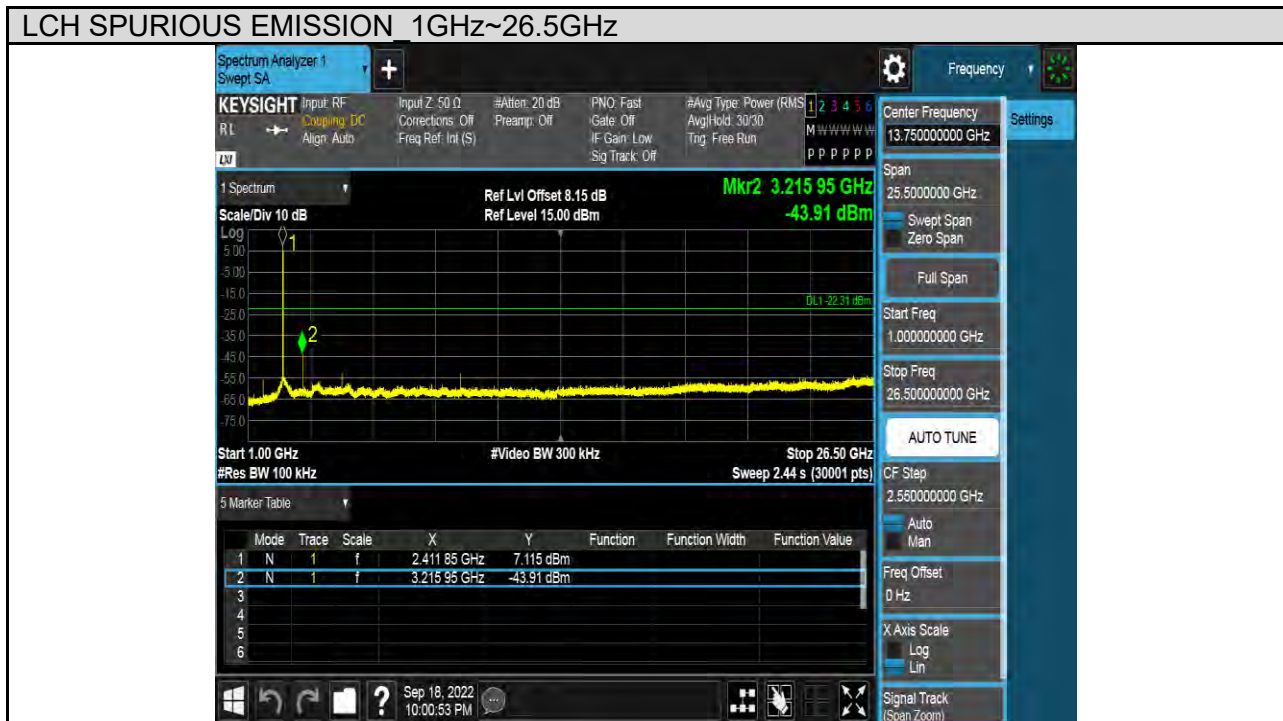 LCH SPURIOUS EMISSION_1GHz~26.5GHz
Spectrum Analyzer 1
Swept SA
+
Frequency
KEYSIGHT
RL
LXI
Input: RF
Coupling: DC
Align: Auto
Input Z: 50 Ω
Corrections: Off
Freq Ref: Int (S)
#Atten: 20 dB
Preamp: Off
PNO: Fast
Gate: Off
IF Gain: Low
Sig Track: Off
#Avg Type: Power (RMS
Avg|Hold: 30/30
Trig: Free Run
1 2 3 4 5 6
M W W W W W
P P P P P P
1 Spectrum
Scale/Div 10 dB
Log
Ref Lvl Offset 8.15 dB
Ref Level 15.00 dBm
Mkr2 3.215 95 GHz
-43.91 dBm
1
2
5.00
-5.00
-15.0
-25.0
-35.0
-45.0
-55.0
-65.0
-75.0
DL1 -22.31 dBm
Start 1.00 GHz
#Res BW 100 kHz
#Video BW 300 kHz
Stop 26.50 GHz
Sweep 2.44 s (30001 pts)
5 Marker Table
Mode Trace Scale X Y Function Function Width Function Value
1 N 1 f 2.411 85 GHz 7.115 dBm
2 N 1 f 3.215 95 GHz -43.91 dBm
3
4
5
6
?
Sep 18, 2022
10:00:53 PM
Center Frequency
13.750000000 GHz
Settings
Span
25.5000000 GHz
Swept Span
Zero Span
Full Span
Start Freq
1.000000000 GHz
Stop Freq
26.500000000 GHz
AUTO TUNE
CF Step
2.550000000 GHz
Auto
Man
Freq Offset
0 Hz
X Axis Scale
Log
Lin
Signal Track
(Span Zoom)